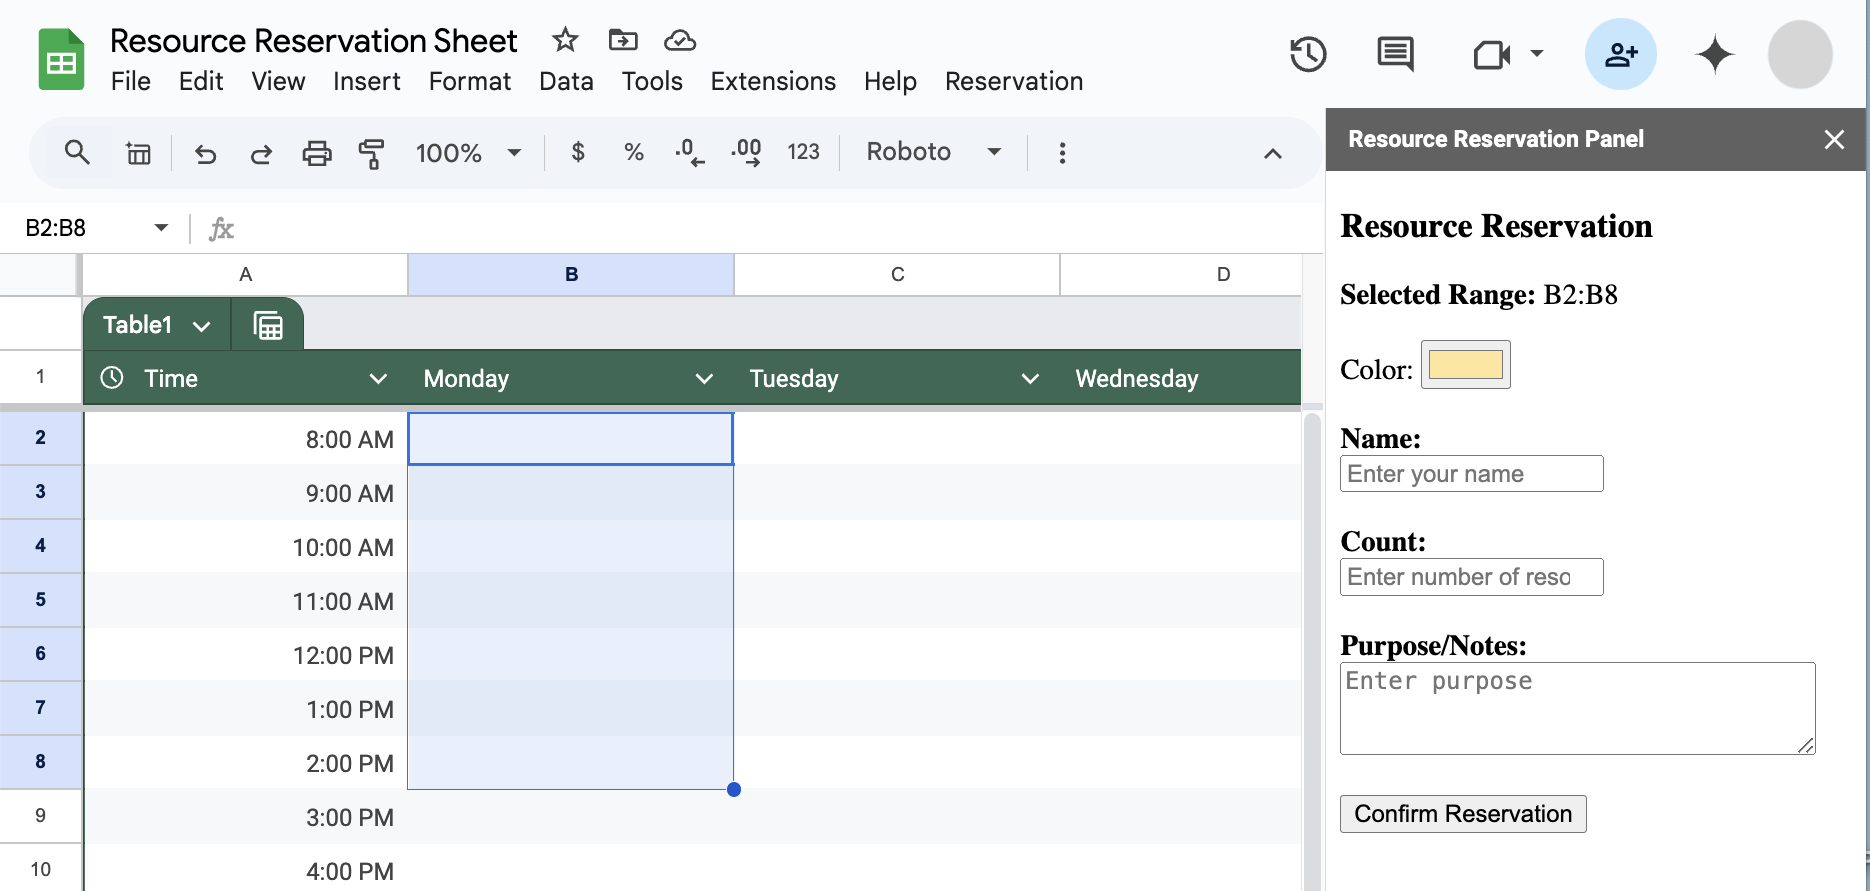 Resource Reservation Sheet
File Edit View Insert Format Data Tools Extensions Help Reservation
100% $ % .0 .00 123 Roboto
B2:B8 fx
A B C D
Table1
1 Time Monday Tuesday Wednesday
2 8:00 AM
3 9:00 AM
4 10:00 AM
5 11:00 AM
6 12:00 PM
7 1:00 PM
8 2:00 PM
9 3:00 PM
10 4:00 PM
Resource Reservation Panel
Resource Reservation
Selected Range: B2:B8
Color:
Name:
Enter your name
Count:
Enter number of reso
Purpose/Notes:
Enter purpose
Confirm Reservation